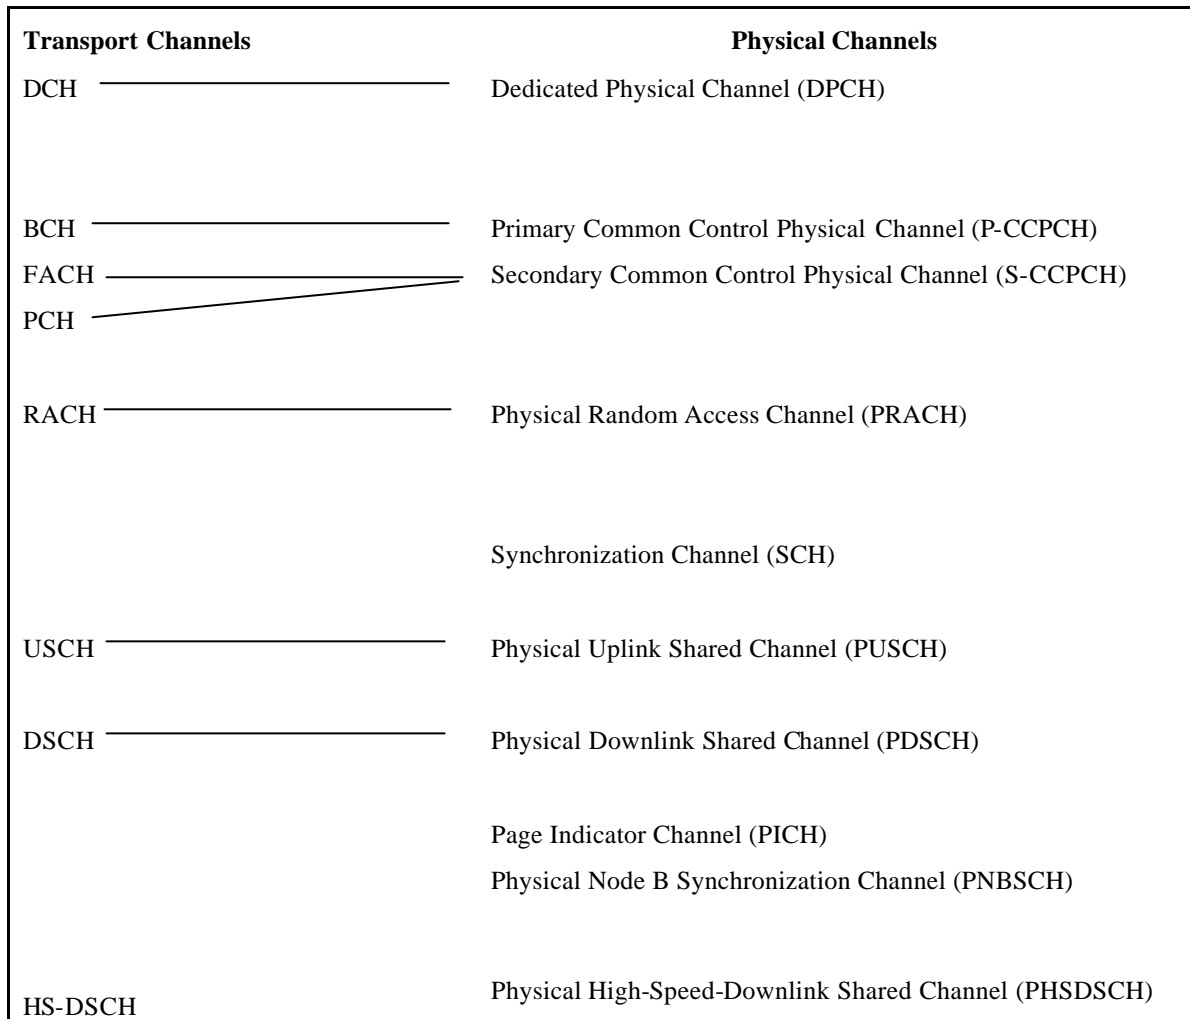 Transport Channels Physical Channels
DCH Dedicated Physical Channel (DPCH)
BCH Primary Common Control Physical Channel (P-CCPCH)
FACH Secondary Common Control Physical Channel (S-CCPCH)
PCH
RACH Physical Random Access Channel (PRACH)
Synchronization Channel (SCH)
USCH Physical Uplink Shared Channel (PUSCH)
DSCH Physical Downlink Shared Channel (PDSCH)
Page Indicator Channel (PICH)
Physical Node B Synchronization Channel (PNBSCH)
Physical High-Speed-Downlink Shared Channel (PHSDSCH)
HS-DSCH